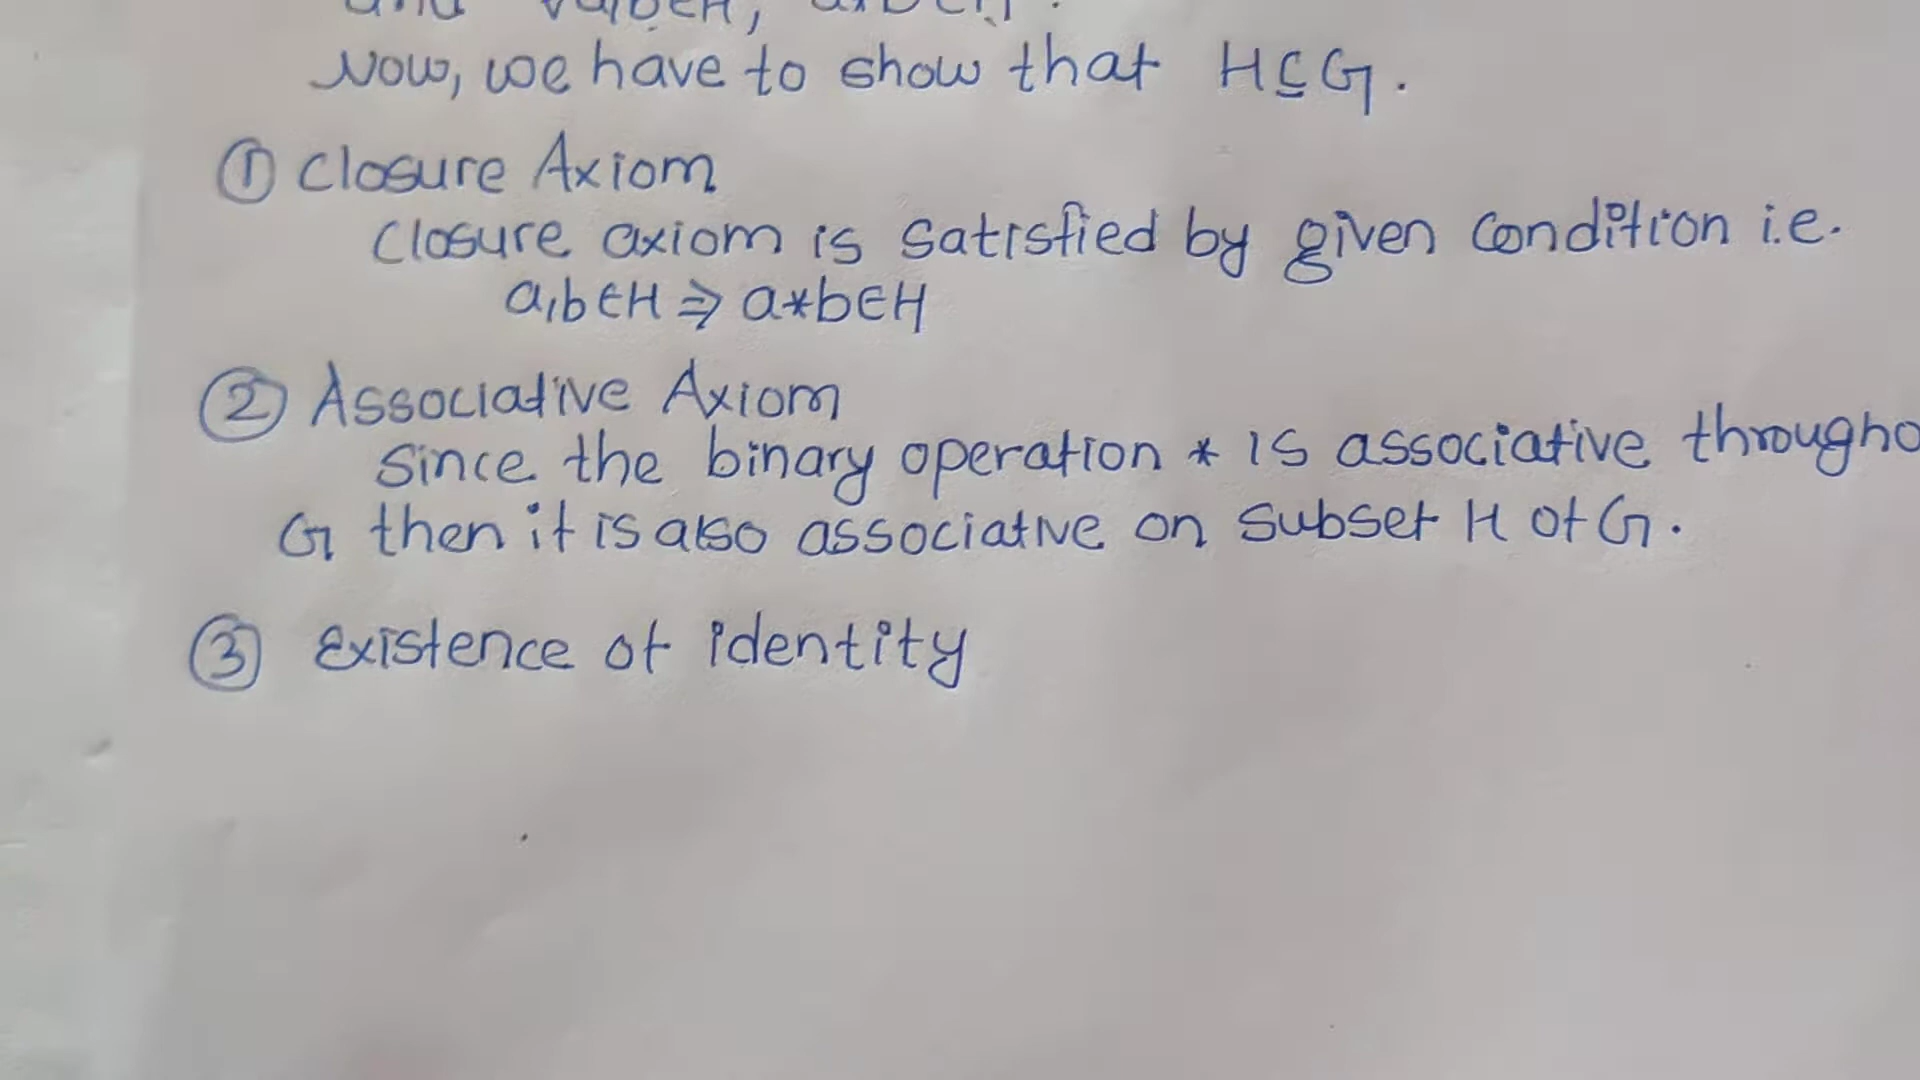 Now, we have to show that H⊆G.
① Closure Axiom
Closure axiom is satisfied by given condition i.e.
a,b∈H ⇒ a*b∈H
② Associative Axiom
Since the binary operation * is associative througho
G then it is also associative on subset H of G.
③ Existence of identity